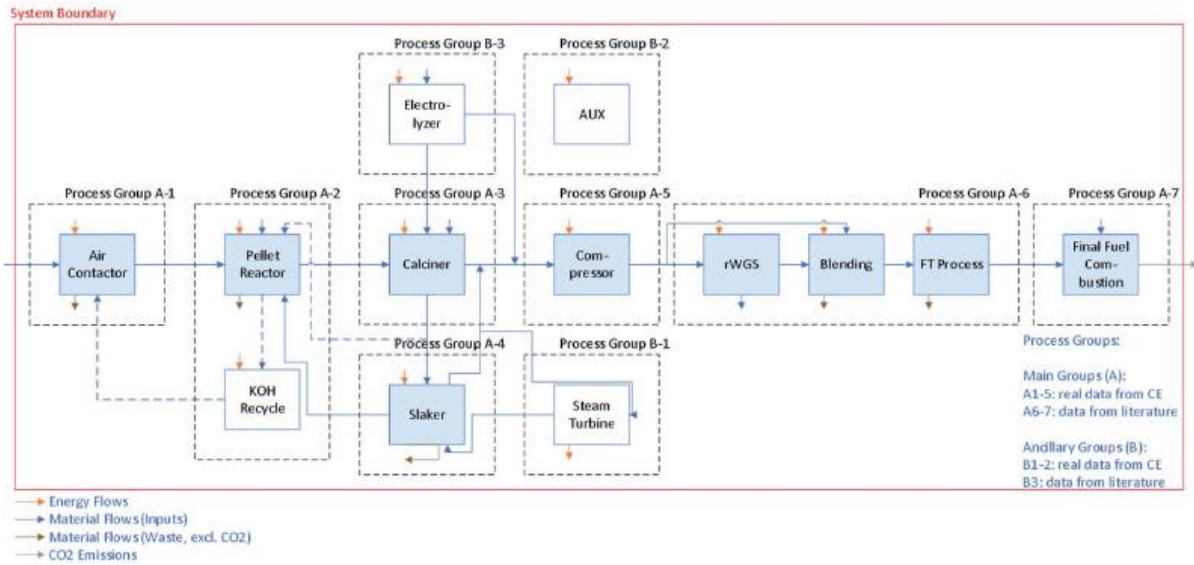 System Boundary
Process Group B-3
Process Group B-2
Electro-
lyzer
AUX
Process Group A-1
Process Group A-2
Process Group A-3
Process Group A-5
Process Group A-6
Process Group A-7
Air
Contactor
Pellet
Reactor
Calciner
Com-
pressor
rWGS
Blending
FT Process
Final Fuel
Com-
bustion
Process Group A-4
Process Group B-1
KOH
Recycle
Slaker
Steam
Turbine
Process Groups:
Main Groups (A):
A1-5: real data from CE
A6-7: data from literature
Ancillary Groups (B):
B1-2: real data from CE
B3: data from literature
Energy Flows
Material Flows (Inputs)
Material Flows (Waste, excl. CO2)
CO2 Emissions